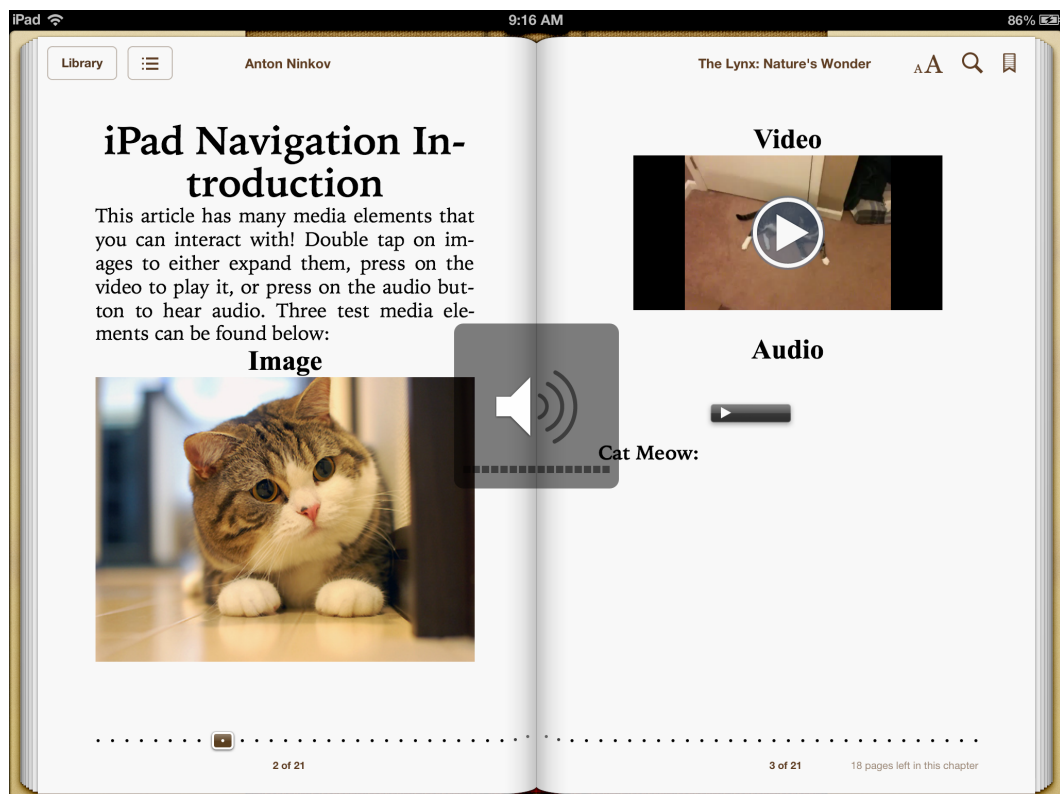 iPad 9:16 AM 86%
Library Anton Ninkov The Lynx: Nature's Wonder AA
iPad Navigation In-
troduction
This article has many media elements that
you can interact with! Double tap on im-
ages to either expand them, press on the
video to play it, or press on the audio but-
ton to hear audio. Three test media ele-
ments can be found below:
Image
Video
Audio
Cat Meow:
2 of 21
3 of 21 18 pages left in this chapter